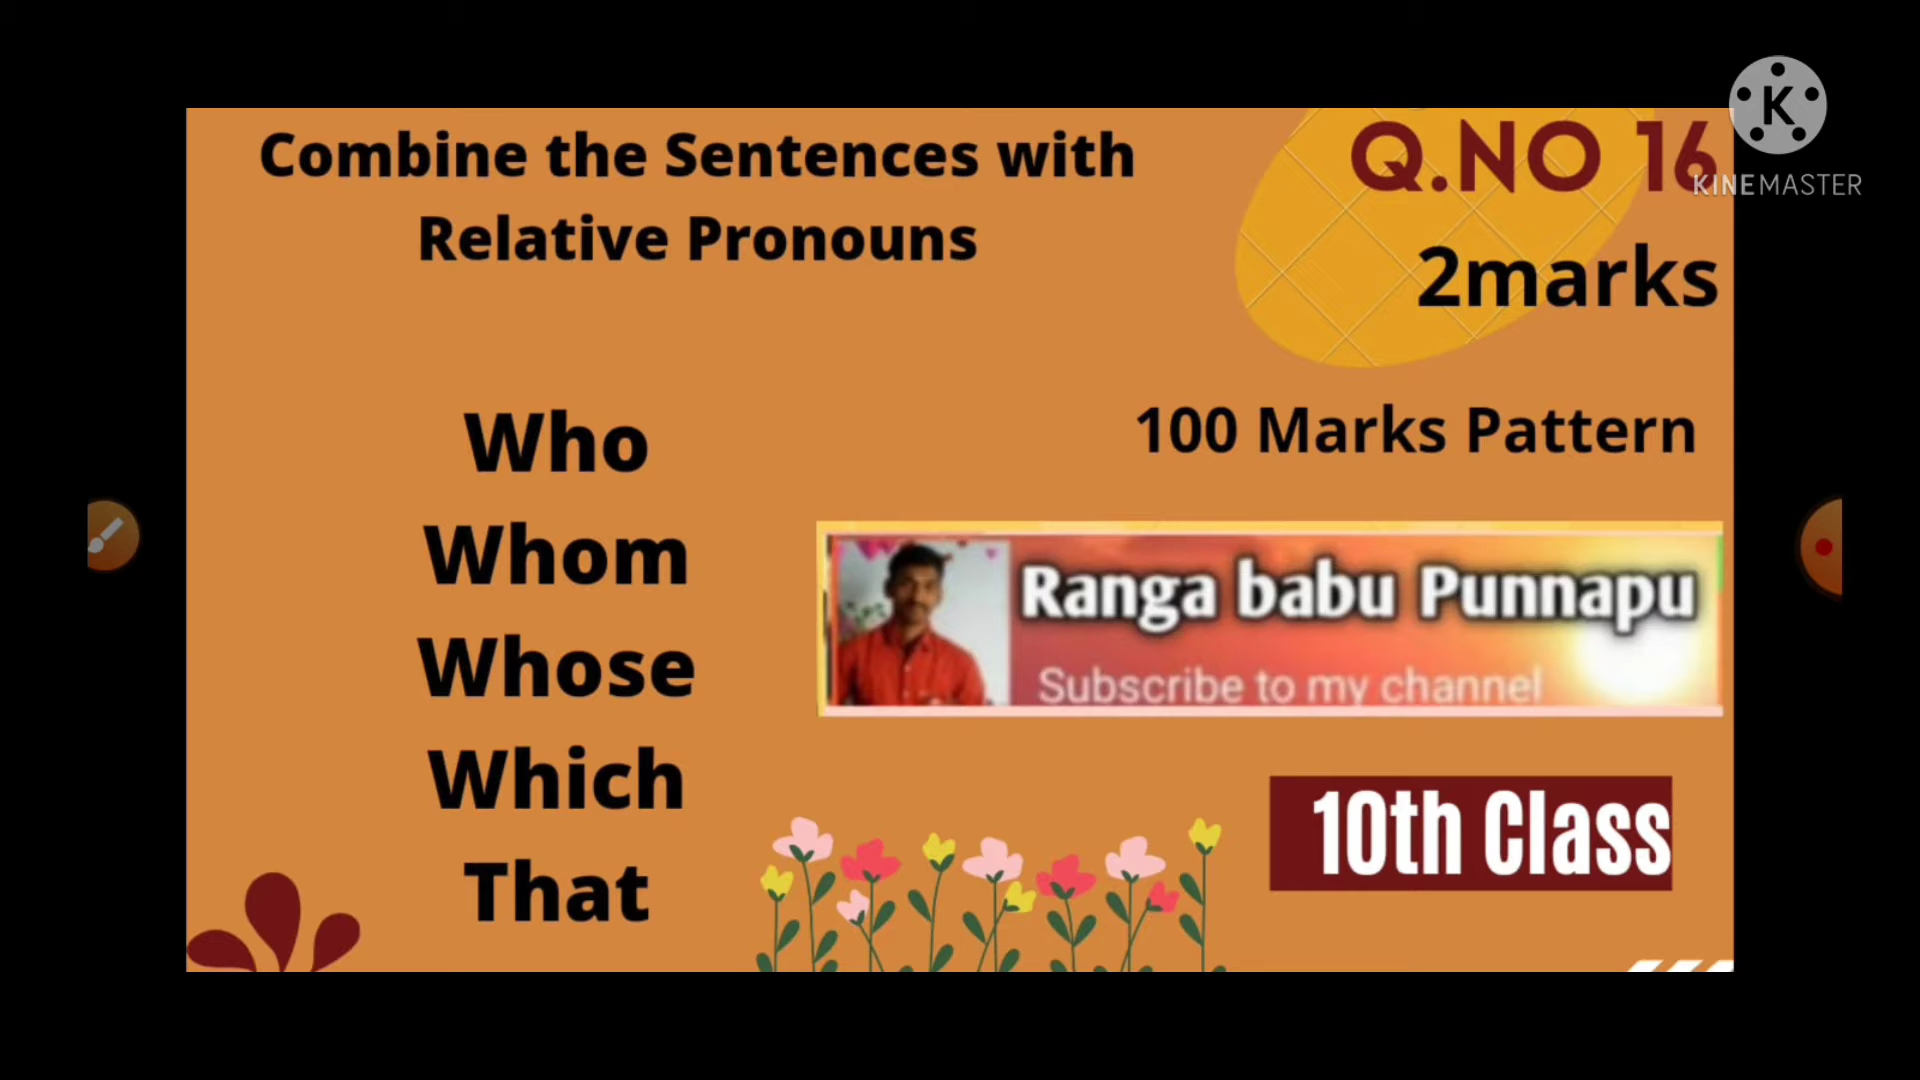 Combine the Sentences with
Relative Pronouns
Q.NO 16
2marks
K
KINEMASTER
100 Marks Pattern
Who
Whom
Whose
Which
That
Ranga babu Punnapu
Subscribe to my channel
10th Class